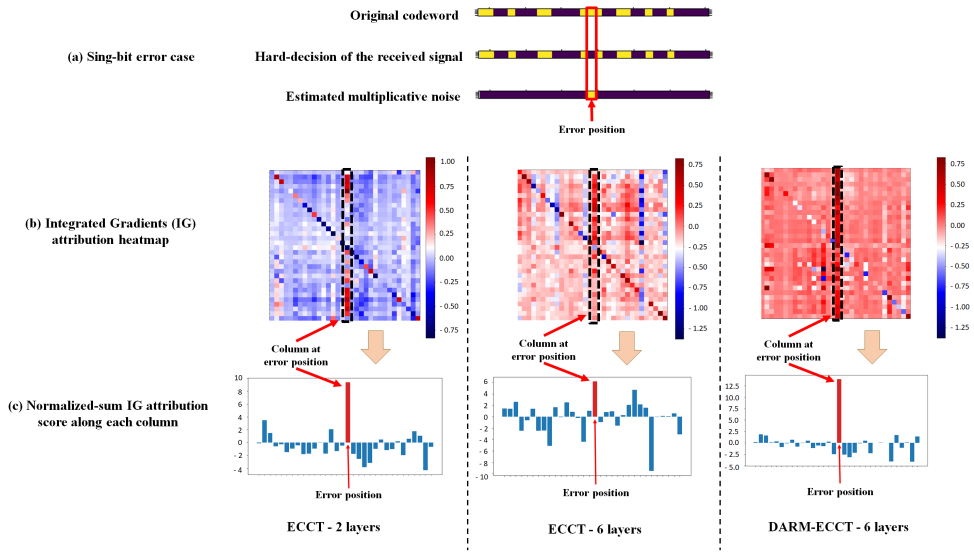 Original codeword
(a) Sing-bit error case
Hard-decision of the received signal
Estimated multiplicative noise
Error position
(b) Integrated Gradients (IG)
attribution heatmap
1.00
0.75
0.50
0.25
0.00
- 0.25
- 0.50
- 0.75
0.75
0.50
0.25
0.00
- 0.25
- 0.50
- 0.75
- 1.00
- 1.25
0.75
0.50
0.25
0.00
- 0.25
- 0.50
- 0.75
- 1.00
- 1.25
Column at
error position
Column at
error position
Column at
error position
(c) Normalized-sum IG attribution
score along each column
10
8
6
4
2
0
- 2
- 4
6
4
2
0
- 2
- 4
- 6
- 8
- 10
12.5
10.0
7.5
5.0
2.5
0.0
- 2.5
- 5.0
Error position
Error position
Error position
ECCT - 2 layers
ECCT - 6 layers
DARM-ECCT - 6 layers